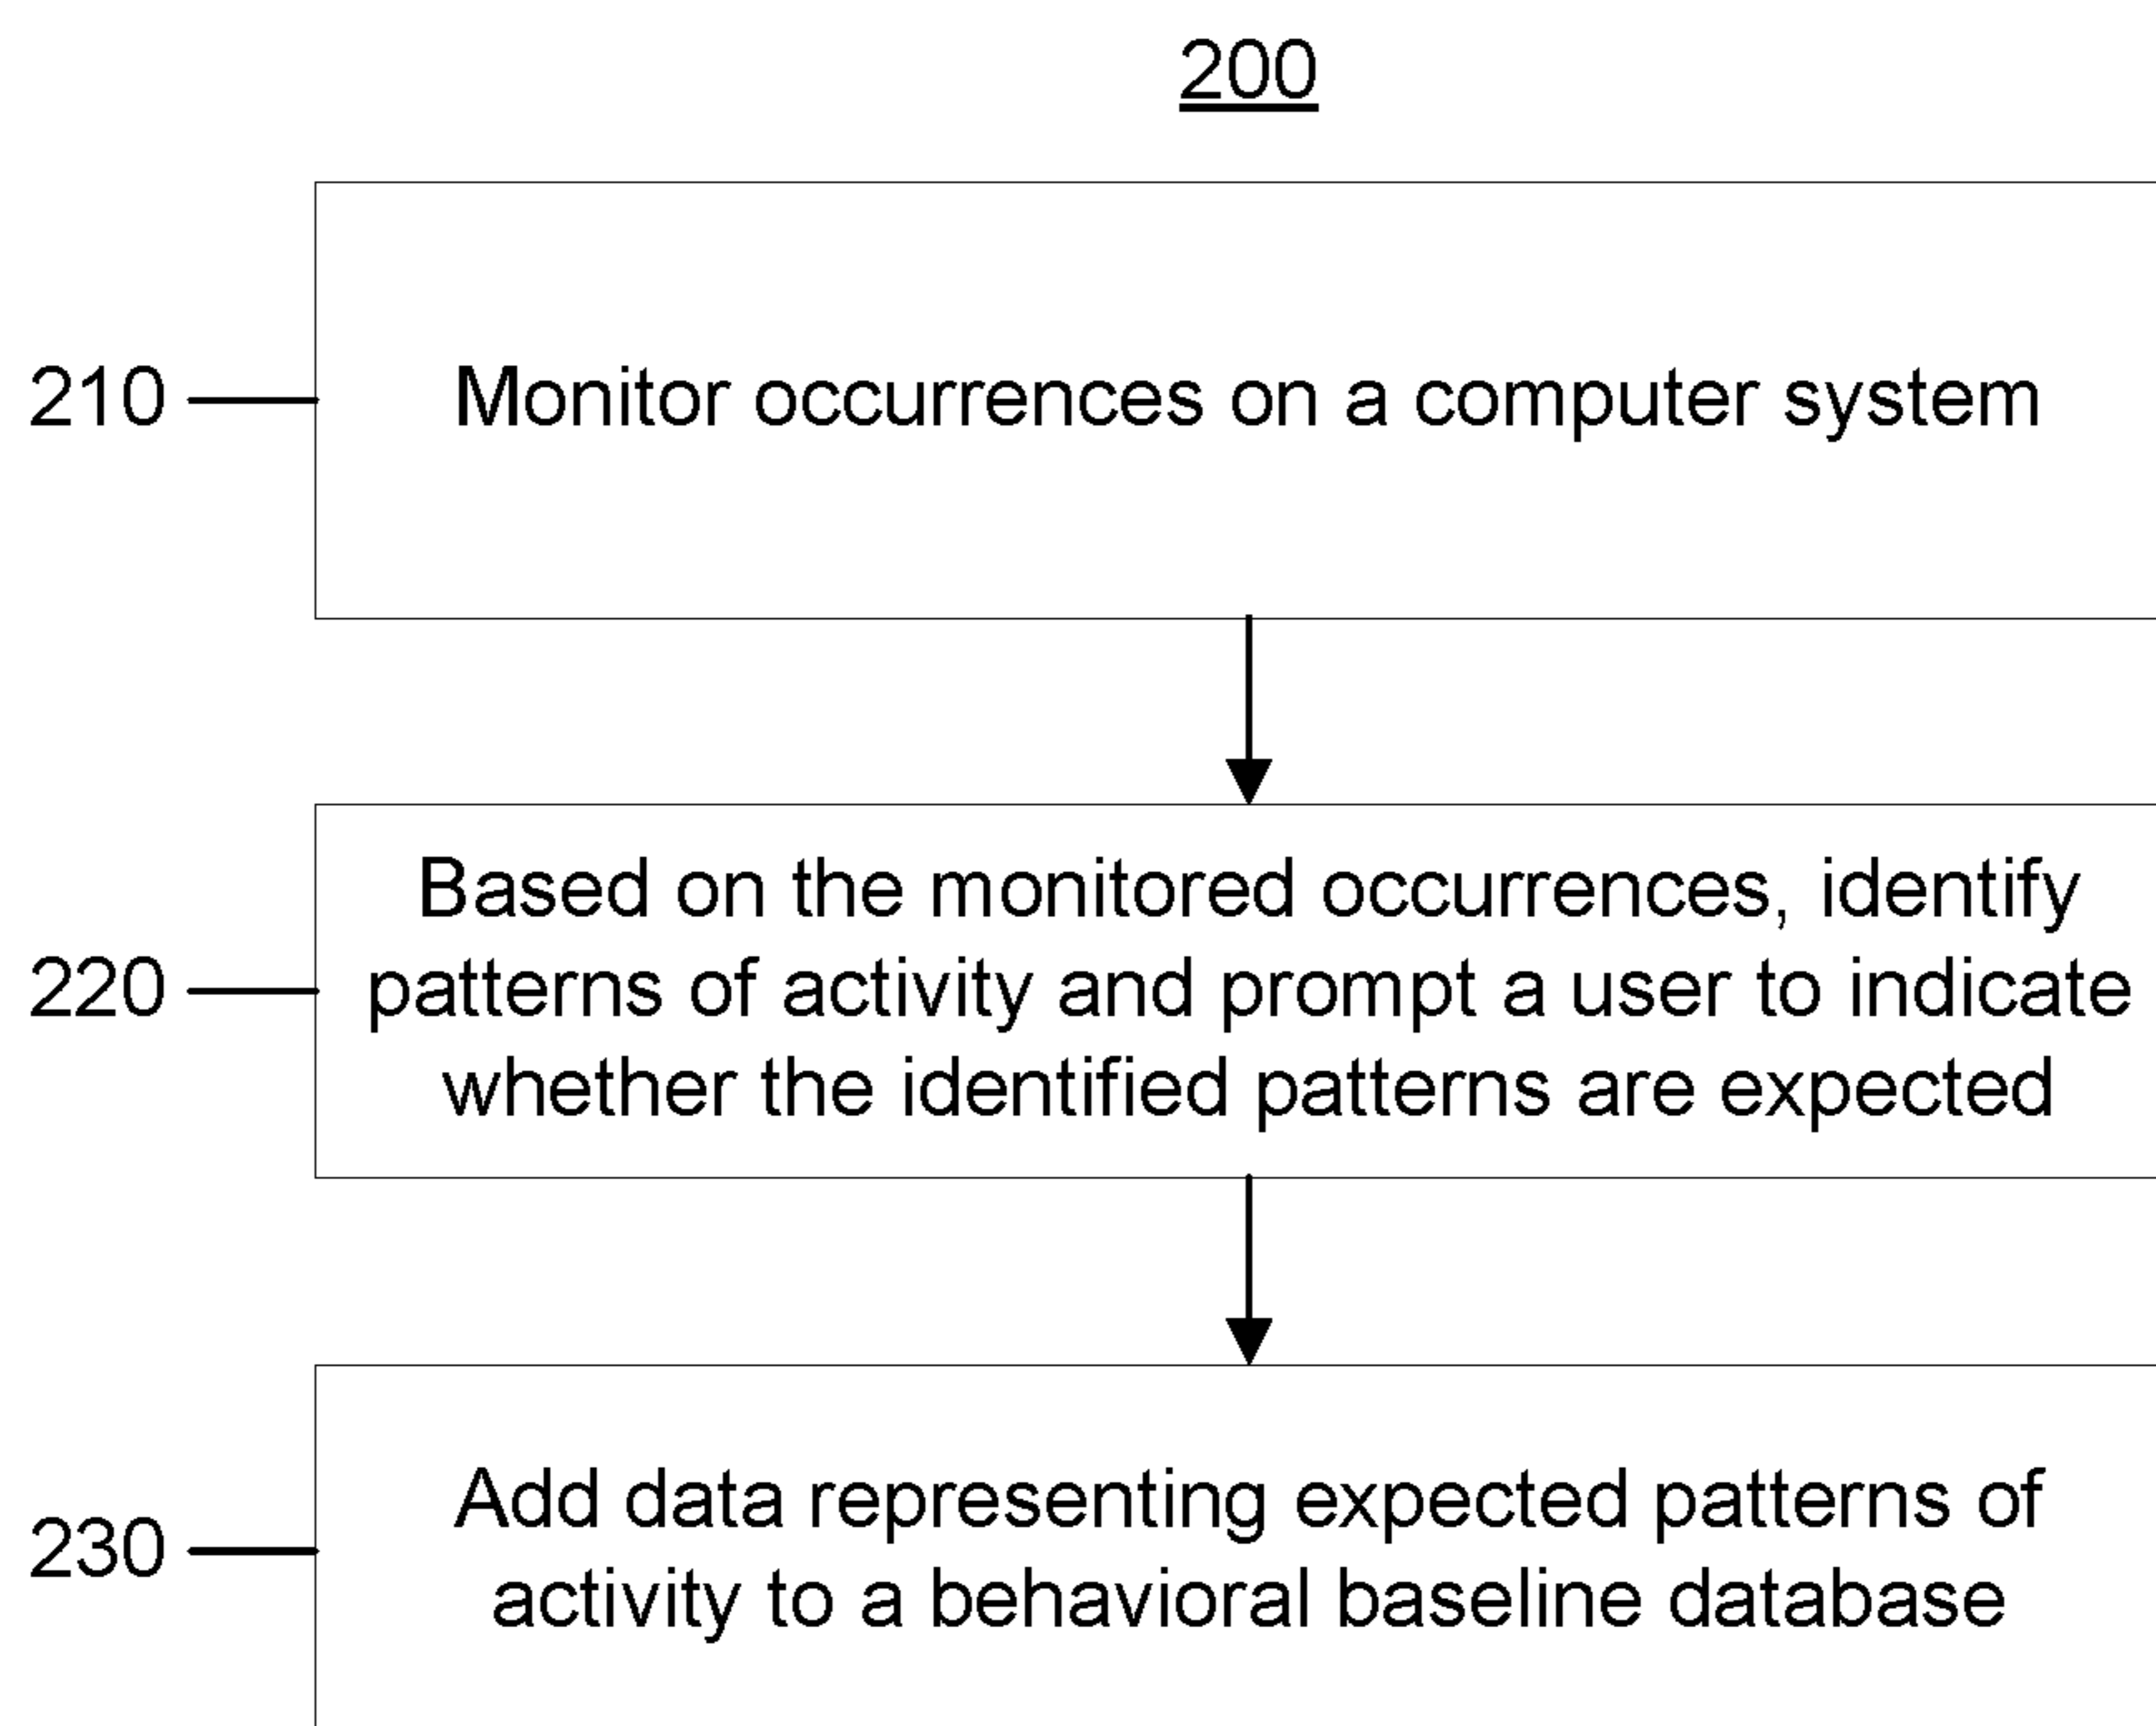 200
210
Monitor occurrences on a computer system
Based on the monitored occurrences, identify
220
patterns of activity and prompt a user to indicate
whether the identified patterns are expected
Add data representing expected patterns of
230
activity to a behavioral baseline database